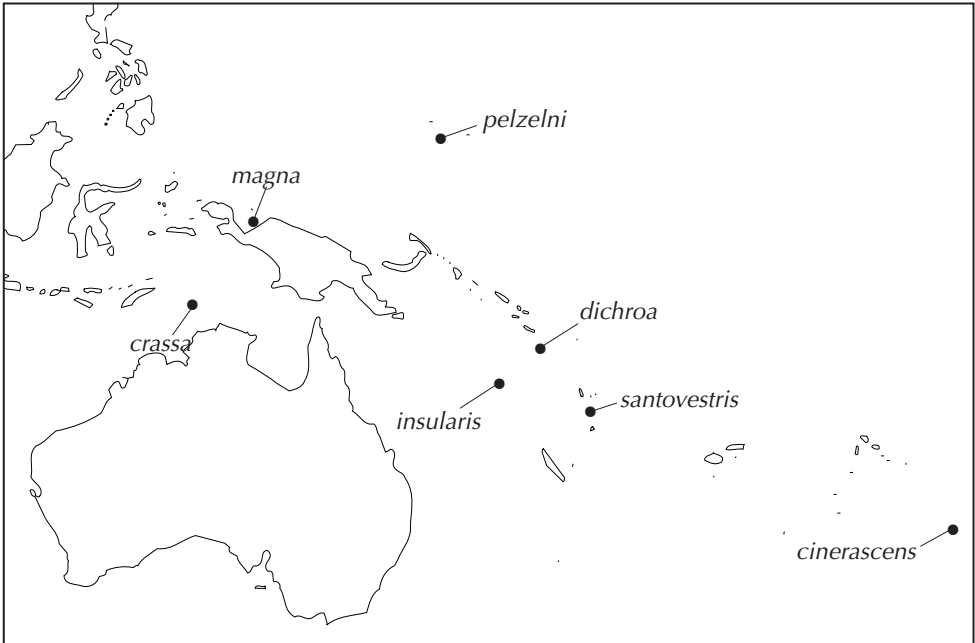 pelzelni
magna
dichroa
crassa
santovestris
insularis
cinerascens